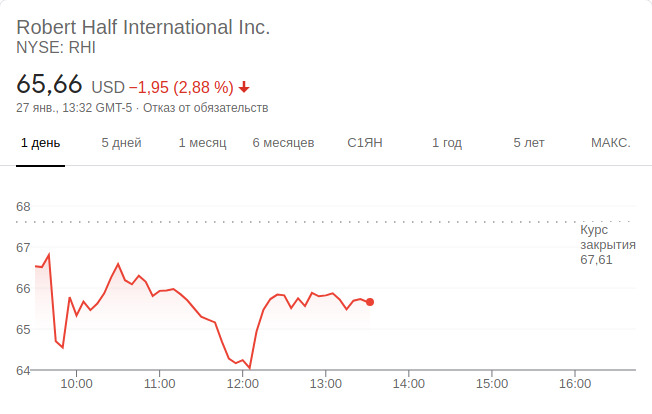 Robert Half International Inc.
NYSE: RHI
65,66 USD −1,95 (2,88 %)
27 янв., 13:32 GMT-5 · Отказ от обязательств
1 день 5 дней 1 месяц 6 месяцев С1ЯН 1 год 5 лет МАКС.
68
Курс
закрытия
67,61
67
66
65
64
10:00 11:00 12:00 13:00 14:00 15:00 16:00